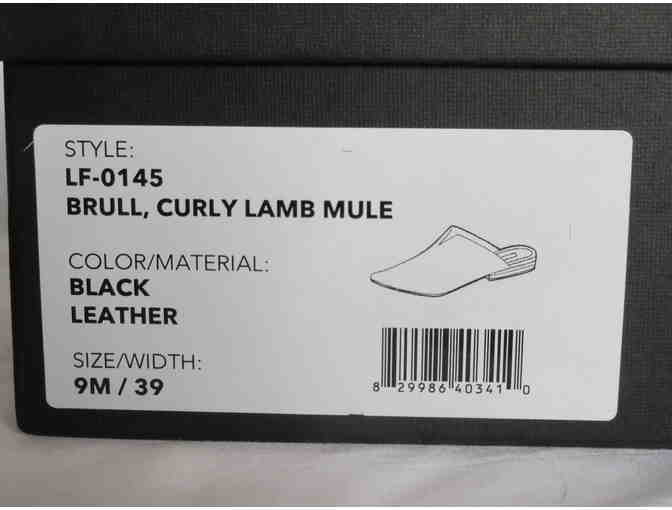 STYLE:
LF-0145
BRULL, CURLY LAMB MULE
COLOR/MATERIAL:
BLACK
LEATHER
SIZE/WIDTH:
9M / 39
8 29986 40341 0